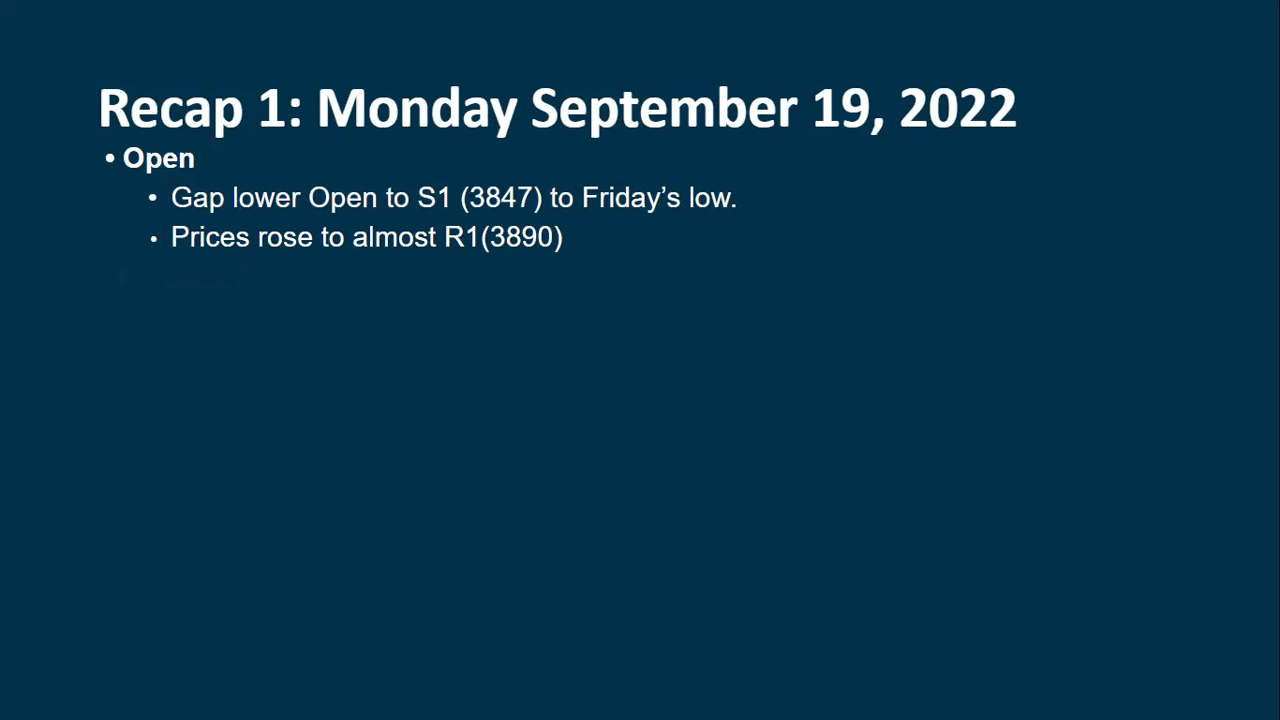 Recap 1: Monday September 19, 2022
• Open
• Gap lower Open to S1 (3847) to Friday’s low.
• Prices rose to almost R1(3890)